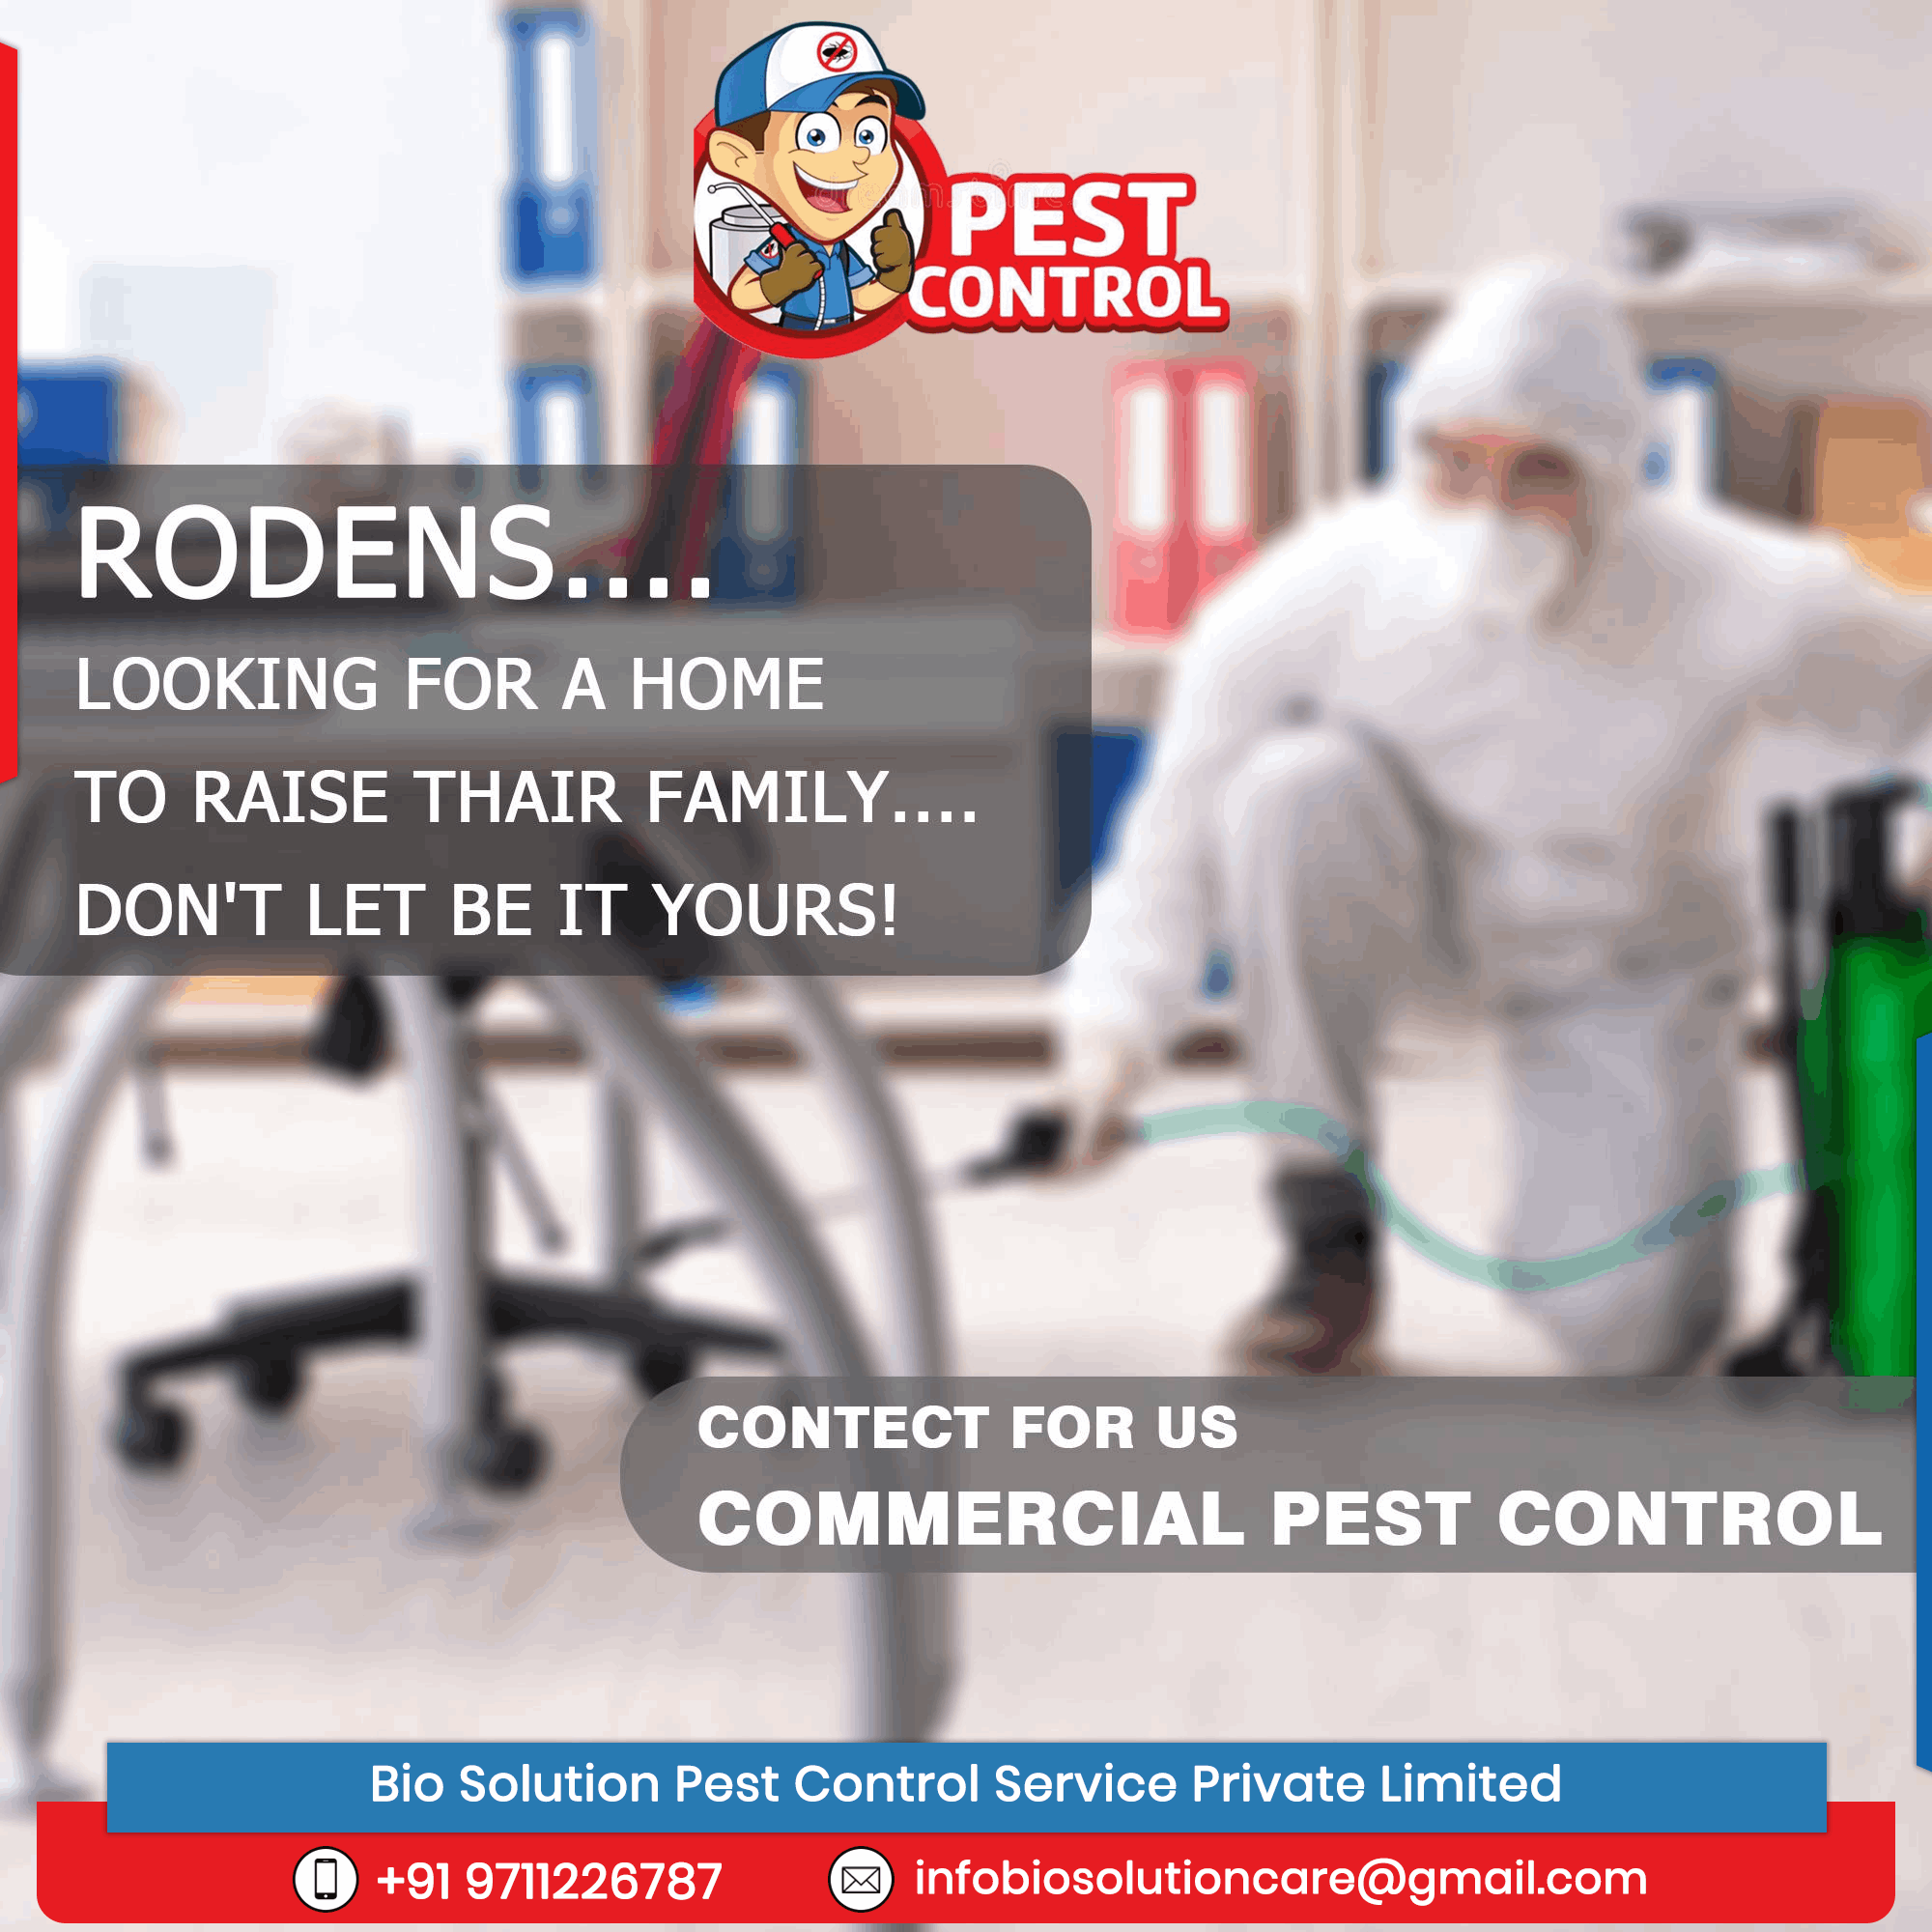 PEST
CONTROL
RODENS....
LOOKING FOR A HOME
TO RAISE THAIR FAMILY....
DON'T LET BE IT YOURS!
CONTECT FOR US
COMMERCIAL PEST CONTROL
Bio Solution Pest Control Service Private Limited
+91 9711226787
infobiosolutioncare@gmail.com